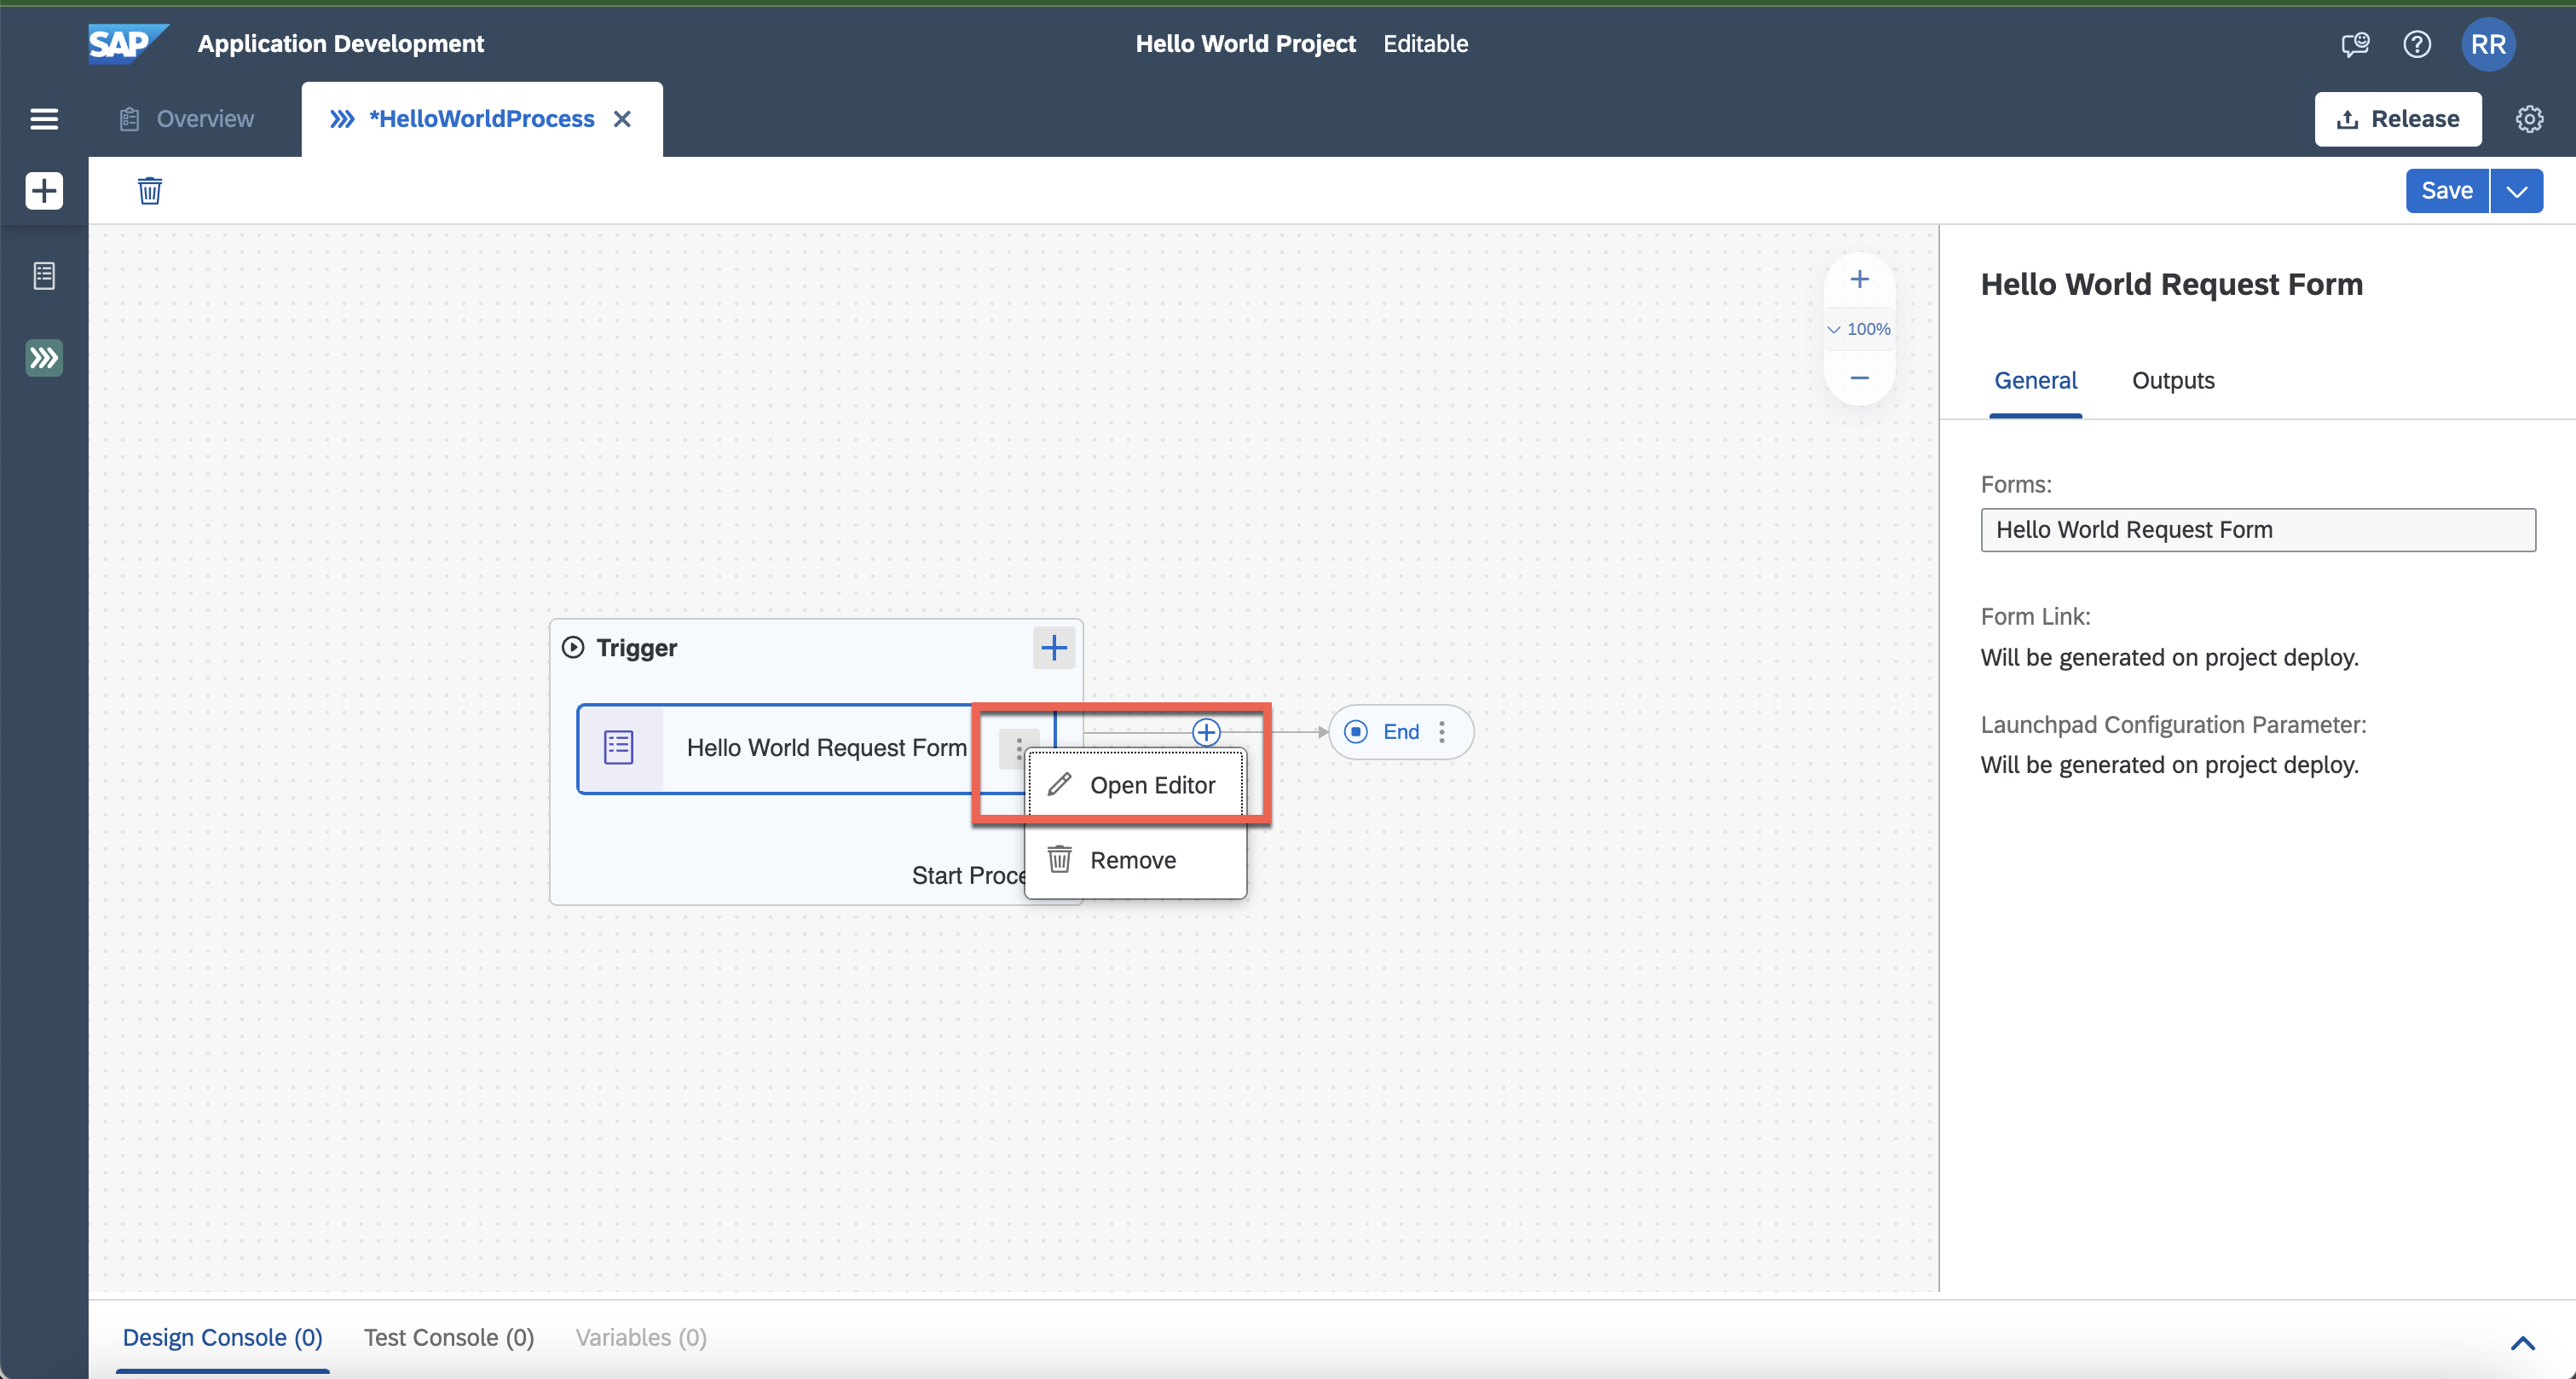 SAP Application Development
Hello World Project Editable
RR
Overview
*HelloWorldProcess
Release
Save
100%
Hello World Request Form
General Outputs
Forms:
Hello World Request Form
Form Link:
Will be generated on project deploy.
Launchpad Configuration Parameter:
Will be generated on project deploy.
Trigger
Hello World Request Form
End
Open Editor
Remove
Start Proce
Design Console (0) Test Console (0) Variables (0)